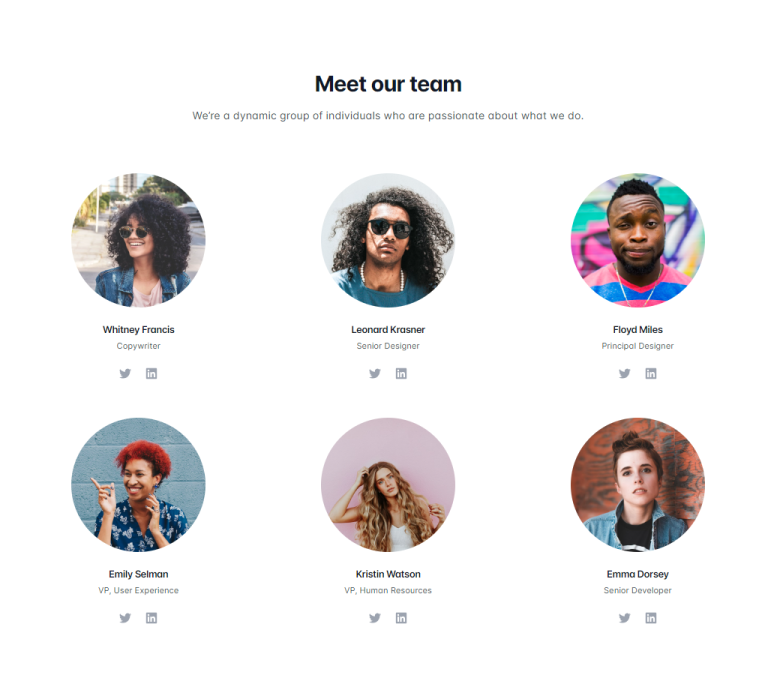 Meet our team
We're a dynamic group of individuals who are passionate about what we do.
Whitney Francis
Copywriter
Leonard Krasner
Senior Designer
Floyd Miles
Principal Designer
Emily Selman
VP, User Experience
Kristin Watson
VP, Human Resources
Emma Dorsey
Senior Developer